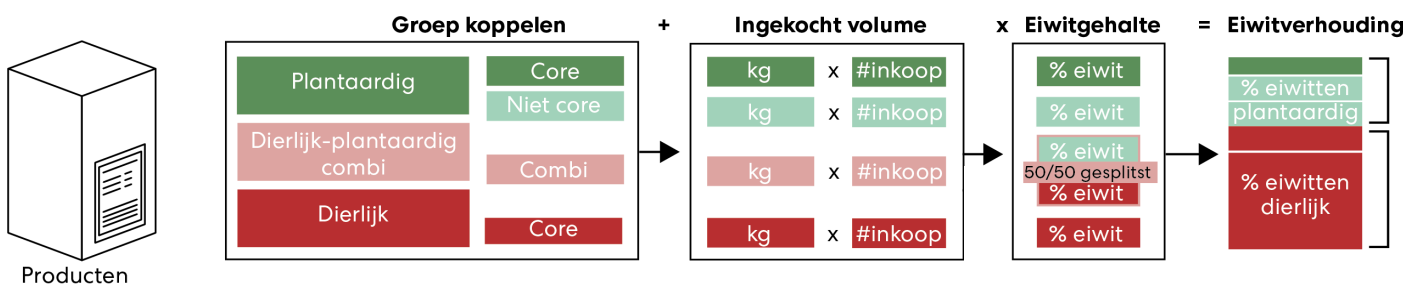 Groep koppelen + Ingekocht volume x Eiwitgehalte = Eiwitverhouding
Plantaardig
Core
Niet core
Dierlijk-plantaardig
combi
Combi
Dierlijk
Core
kg x #inkoop
kg x #inkoop
kg x #inkoop
kg x #inkoop
% eiwit
% eiwit
% eiwit
50/50 gesplitst
% eiwit
% eiwit
% eiwitten
plantaardig
% eiwitten
dierlijk
Producten